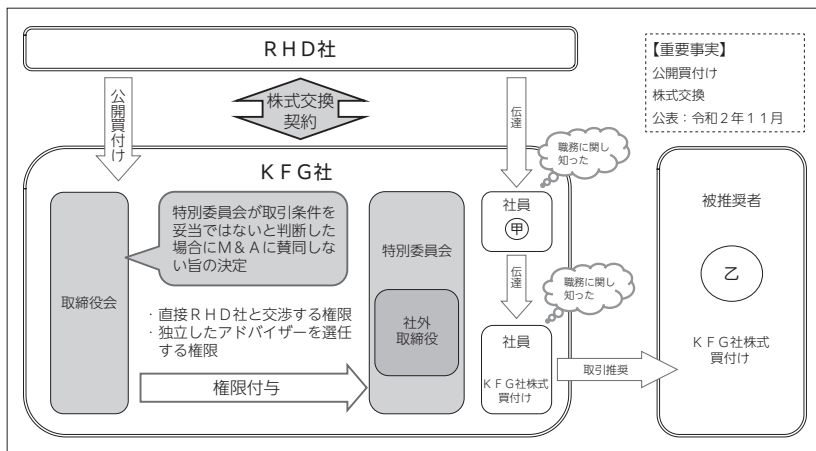 RHD社
【重要事実】
公開買付け
株式交換
公表：令和2年11月
公開買付け
株式交換
契約
伝達
職務に関し
知った
KFG社
取締役会
特別委員会が取引条件を
妥当ではないと判断した
場合にM&Aに賛同しな
い旨の決定
・直接RHD社と交渉する権限
・独立したアドバイザーを選任
する権限
権限付与
特別委員会
社外
取締役
社員
甲
伝達
職務に関し
知った
社員
KFG社株式
買付け
取引推奨
被推奨者
乙
KFG社株式
買付け